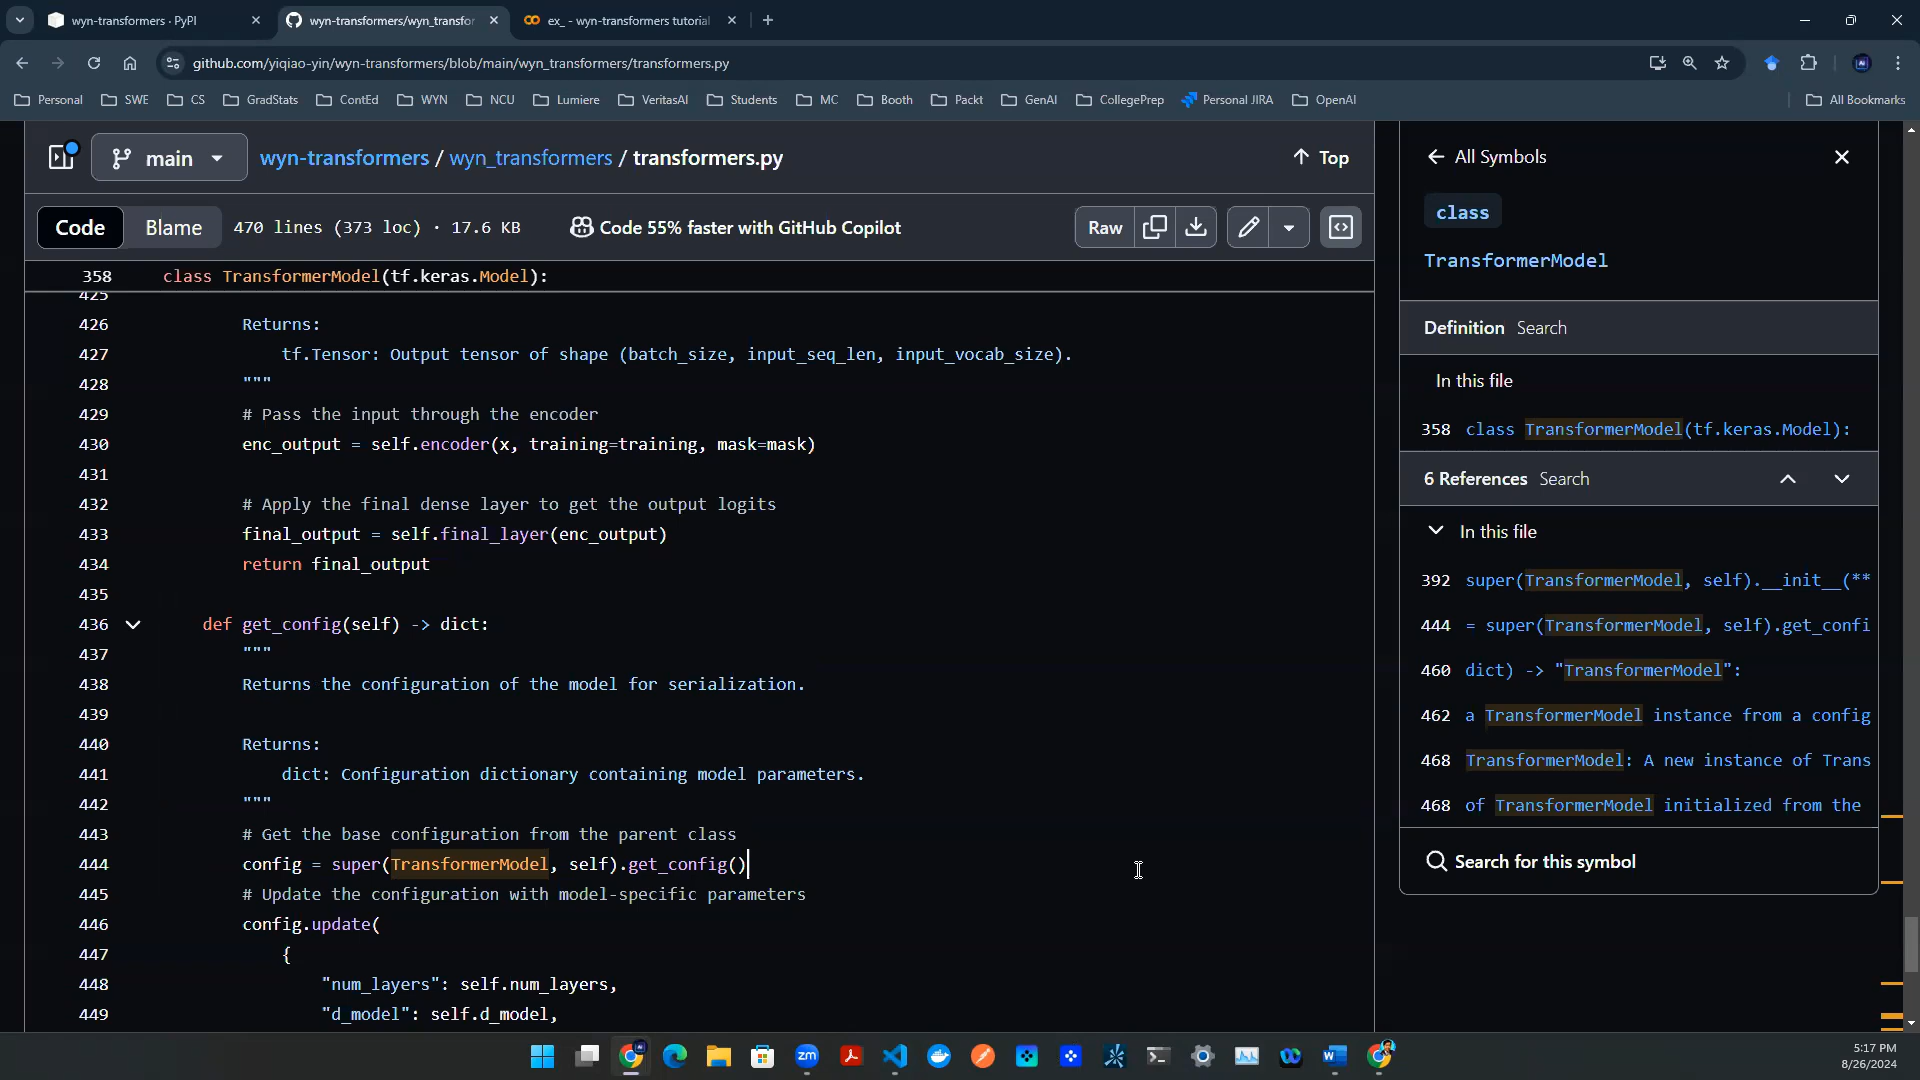 wyn-transformers · PyPI
wyn-transformers/wyn_transfor
ex_ - wyn-transformers tutorial
github.com/yiqiao-yin/wyn-transformers/blob/main/wyn_transformers/transformers.py
Personal SWE CS GradStats ContEd WYN NCU Lumiere VeritasAI Students MC Booth Packt GenAI CollegePrep Personal JIRA OpenAI All Bookmarks
main wyn-transformers / wyn_transformers / transformers.py Top
Code Blame 470 lines (373 loc) · 17.6 KB Code 55% faster with GitHub Copilot Raw
358 class TransformerModel(tf.keras.Model):
425
426 Returns:
427 tf.Tensor: Output tensor of shape (batch_size, input_seq_len, input_vocab_size).
428 """
429 # Pass the input through the encoder
430 enc_output = self.encoder(x, training=training, mask=mask)
431
432 # Apply the final dense layer to get the output logits
433 final_output = self.final_layer(enc_output)
434 return final_output
435
436 def get_config(self) -> dict:
437 """
438 Returns the configuration of the model for serialization.
439
440 Returns:
441 dict: Configuration dictionary containing model parameters.
442 """
443 # Get the base configuration from the parent class
444 config = super(TransformerModel, self).get_config()
445 # Update the configuration with model-specific parameters
446 config.update(
447 {
448 "num_layers": self.num_layers,
449 "d_model": self.d_model,
All Symbols
class
TransformerModel
Definition Search
In this file
358 class TransformerModel(tf.keras.Model):
6 References Search
In this file
392 super(TransformerModel, self).__init__(**
444 = super(TransformerModel, self).get_confi
460 dict) -> "TransformerModel":
462 a TransformerModel instance from a config
468 TransformerModel: A new instance of Trans
468 of TransformerModel initialized from the
Search for this symbol
5:17 PM
8/26/2024